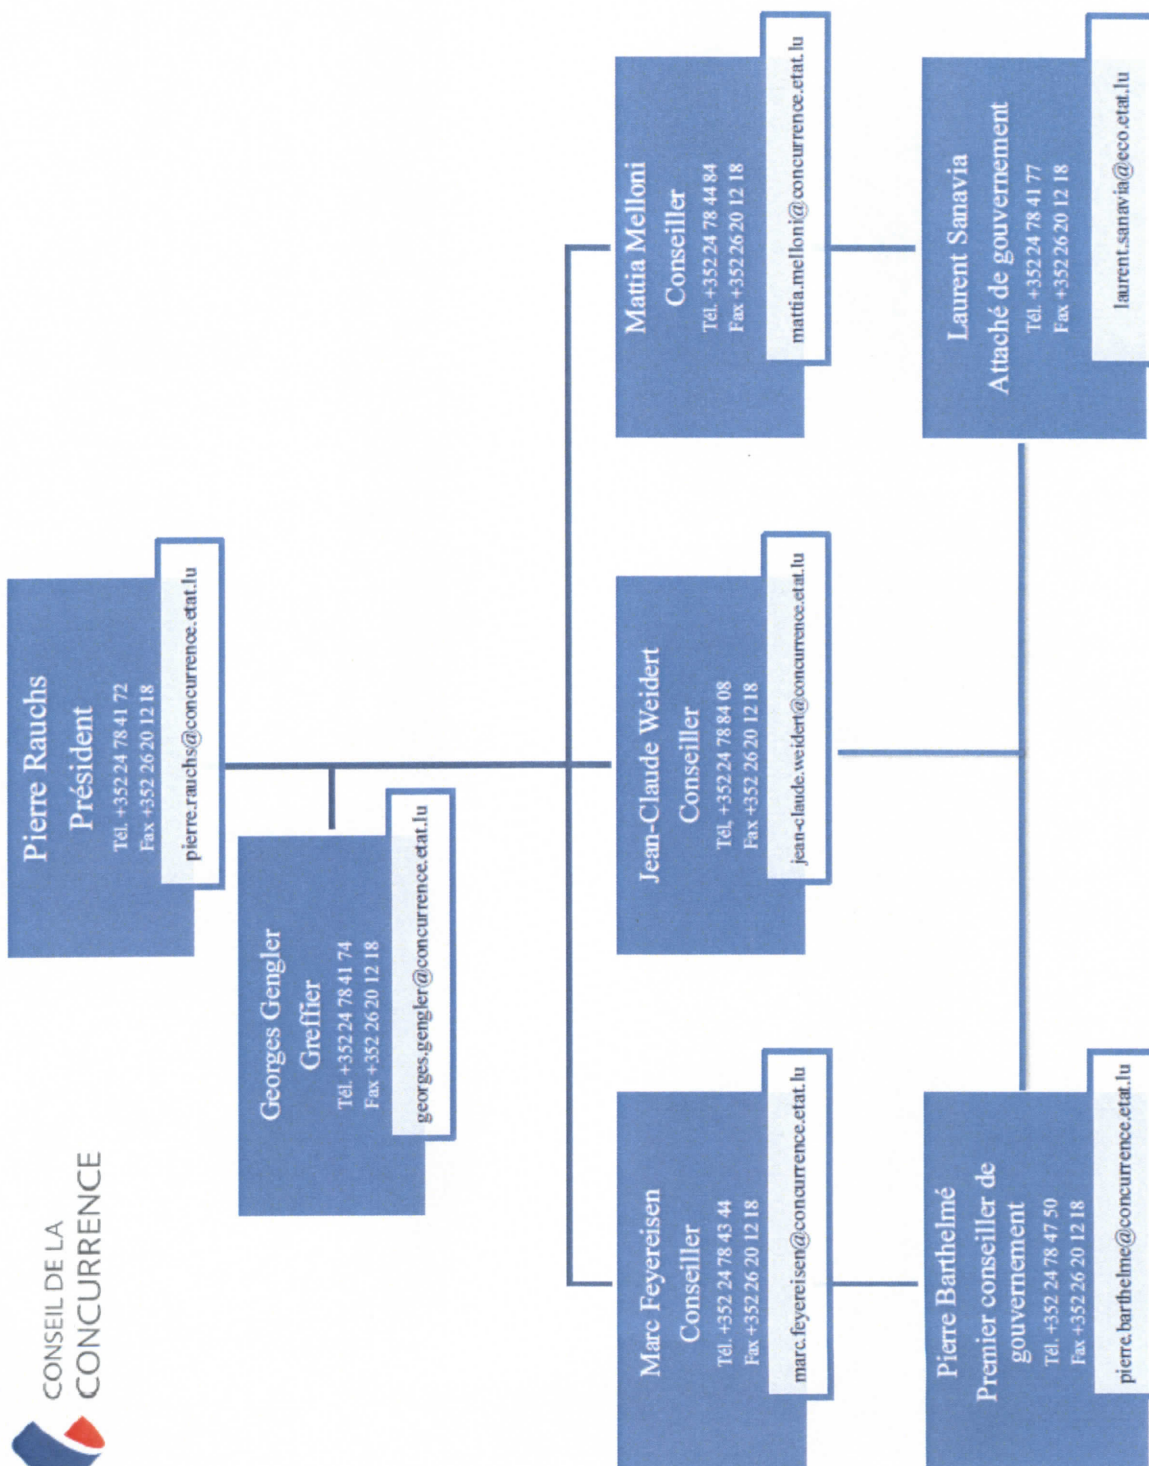 CONSEIL DE LA
CONCURRENCE
Pierre Rauchs
Président
Tél. +352 24 78 41 72
Fax +352 26 20 12 18
pierre.rauchs@concurrence.etat.lu
Georges Gengler
Greffier
Tél. +352 24 78 41 74
Fax +352 26 20 12 18
georges.gengler@concurrence.etat.lu
Marc Feyereisen
Conseiller
Tél. +352 24 78 43 44
Fax +352 26 20 12 18
marc.feyereisen@concurrence.etat.lu
Jean-Claude Weidert
Conseiller
Tél, +352 24 78 84 08
Fax +352 26 20 12 18
jean-claude.weidert@concurrence.etat.lu
Mattia Melloni
Conseiller
Tél. +352 24 78 44 84
Fax +352 26 20 12 18
mattia.melloni@concurrence.etat.lu
Pierre Barthelmé
Premier conseiller de
gouvernement
Tél. +352 24 78 47 50
Fax +352 26 20 12 18
pierre.barthelme@concurrence.etat.lu
Laurent Sanavia
Attaché de gouvernement
Tél. +352 24 78 41 77
Fax +352 26 20 12 18
laurent.sanavia@eco.etat.lu